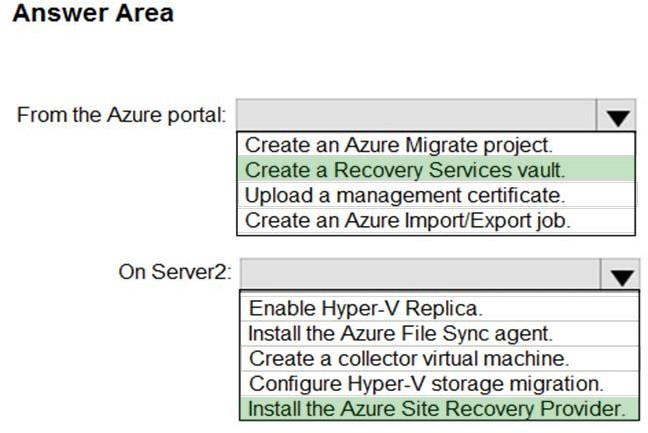 Answer Area
From the Azure portal:
Create an Azure Migrate project.
Create a Recovery Services vault.
Upload a management certificate.
Create an Azure Import/Export job.
On Server2:
Enable Hyper-V Replica.
Install the Azure File Sync agent.
Create a collector virtual machine.
Configure Hyper-V storage migration.
Install the Azure Site Recovery Provider.